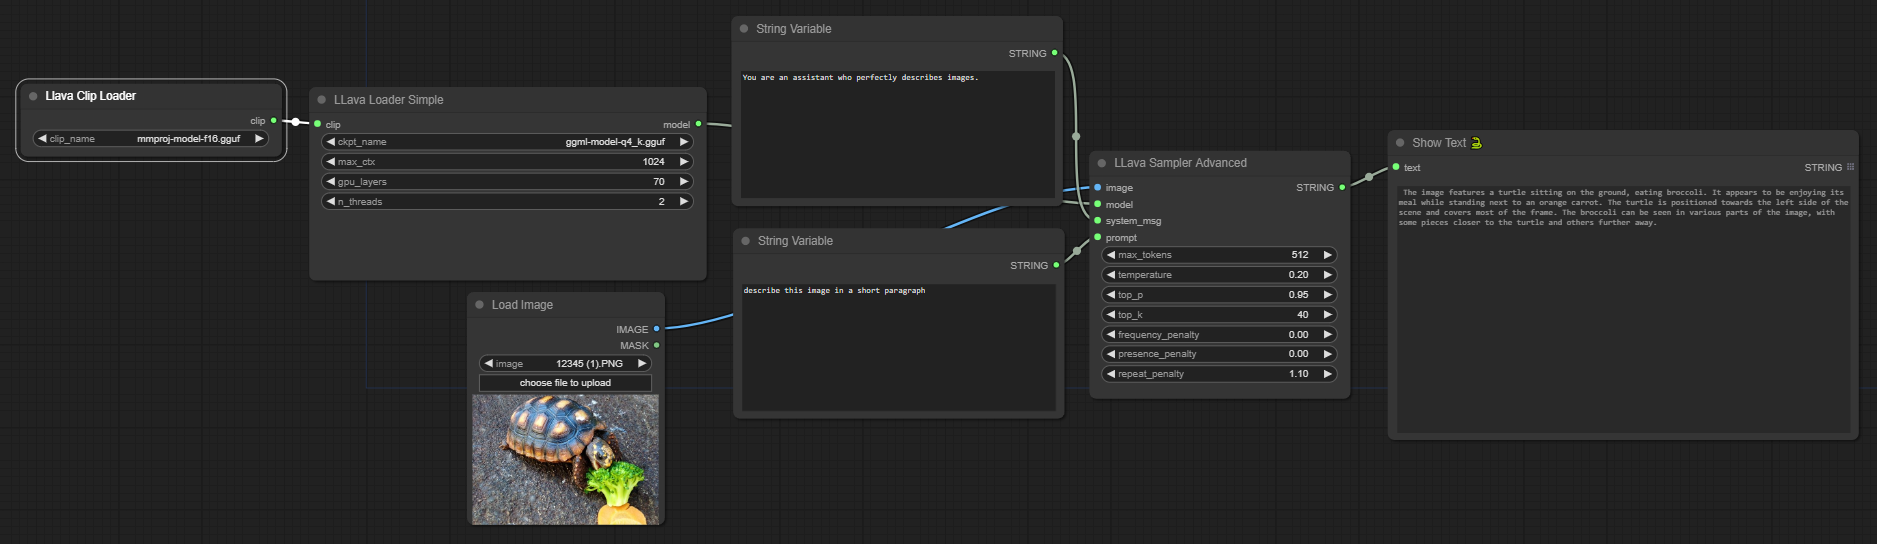 Llava Clip Loader
clip
clip_name mmproj-model-f16.gguf
LLava Loader Simple
clip model
ckpt_name ggml-model-q4_k.gguf
max_ctx 1024
gpu_layers 70
n_threads 2
String Variable
STRING
You are an assistant who perfectly describes images.
String Variable
STRING
describe this image in a short paragraph
Load Image
IMAGE
MASK
image 12345 (1).PNG
choose file to upload
LLava Sampler Advanced
image STRING
model
system_msg
prompt
max_tokens 512
temperature 0.20
top_p 0.95
top_k 40
frequency_penalty 0.00
presence_penalty 0.00
repeat_penalty 1.10
Show Text 🐍
text STRING
The image features a turtle sitting on the ground, eating broccoli. It appears to be enjoying its
meal while standing next to an orange carrot. The turtle is positioned towards the left side of the
scene and covers most of the frame. The broccoli can be seen in various parts of the image, with
some pieces closer to the turtle and others further away.